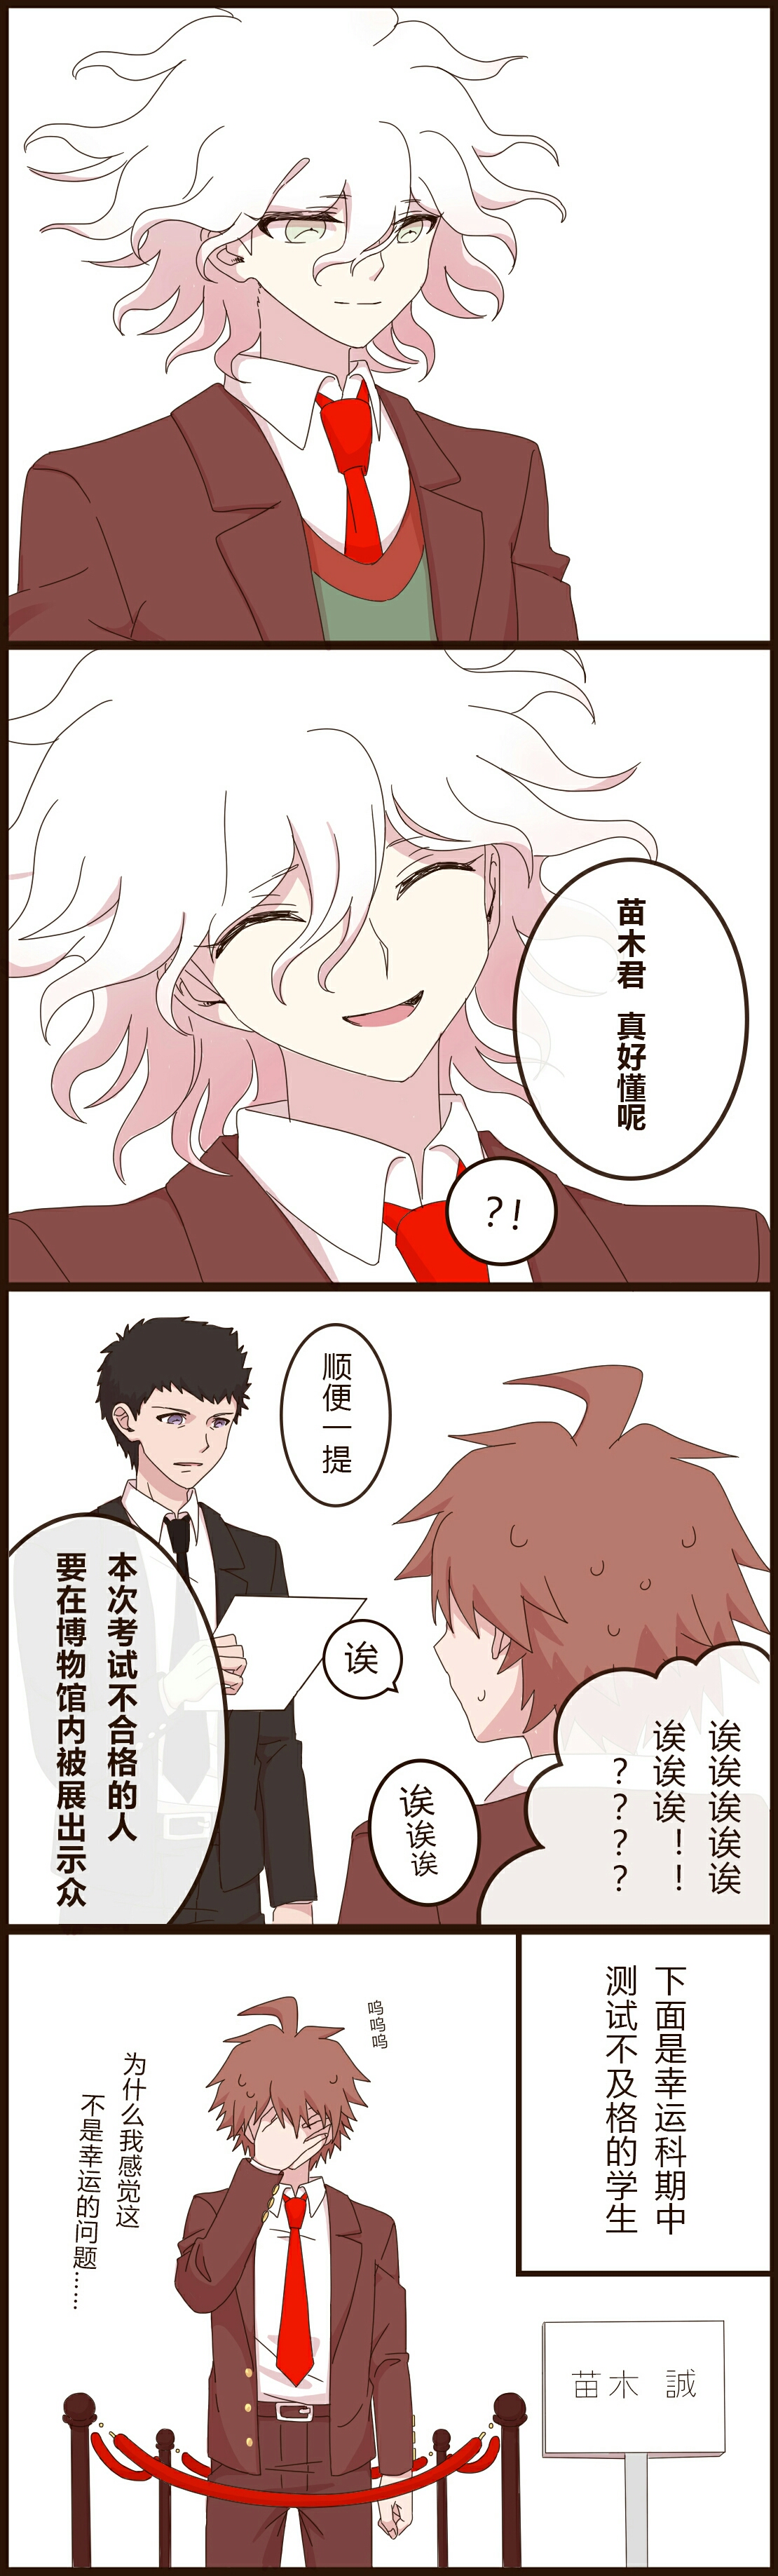 苗木君 真好懂呢
？！
顺便一提
本次考试不合格的人
要在博物馆内被展出示众
诶
诶诶诶
诶诶诶诶诶
诶诶诶！！
？？？？
下面是幸运科期中
测试不及格的学生
呜呜呜
为什么我感觉这
不是幸运的问题……
苗木 誠